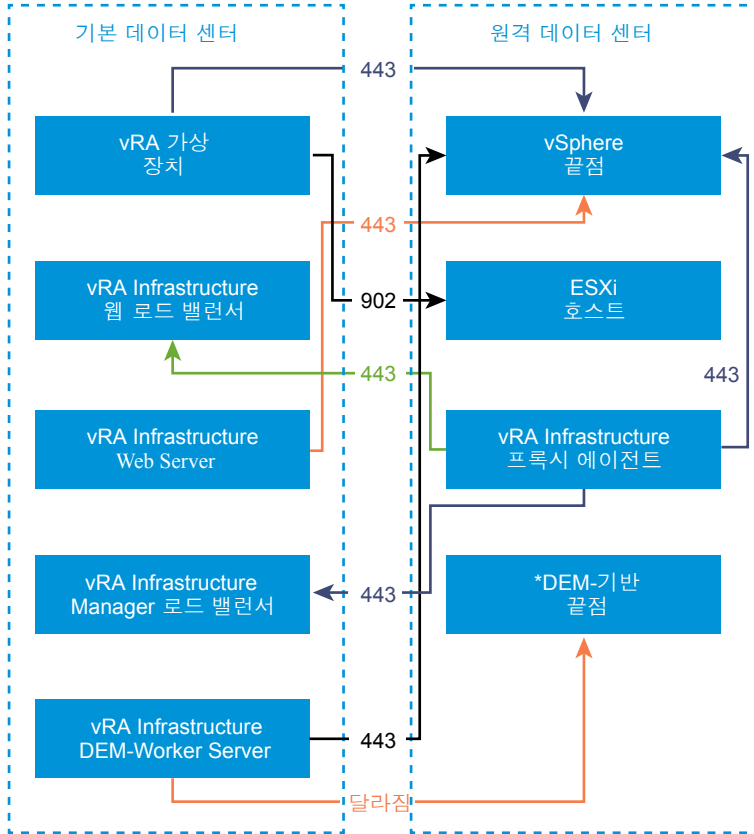 기본 데이터 센터
원격 데이터 센터
443
vRA 가상
장치
vSphere
끝점
443
vRA Infrastructure
웹 로드 밸런서
902
ESXi
호스트
443
443
vRA Infrastructure
Web Server
vRA Infrastructure
프록시 에이전트
vRA Infrastructure
Manager 로드 밸런서
443
*DEM-기반
끝점
vRA Infrastructure
DEM-Worker Server
443
달라짐